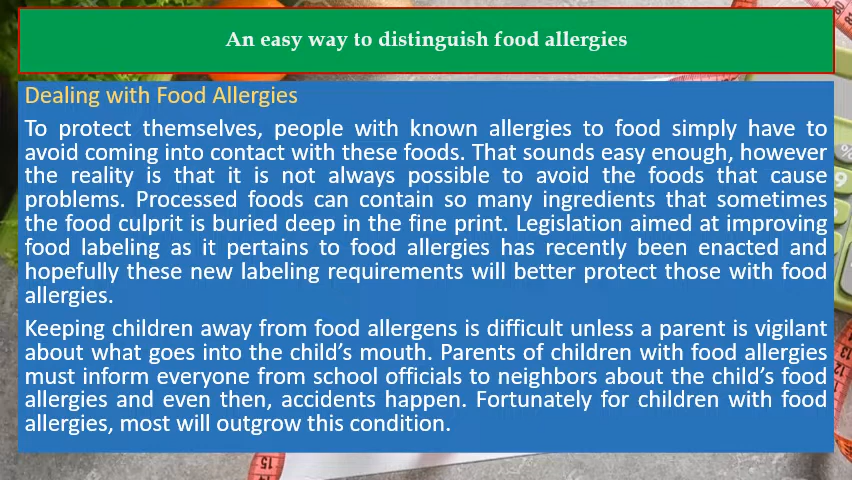 An easy way to distinguish food allergies
Dealing with Food Allergies
To protect themselves, people with known allergies to food simply have to
avoid coming into contact with these foods. That sounds easy enough, however
the reality is that it is not always possible to avoid the foods that cause
problems. Processed foods can contain so many ingredients that sometimes
the food culprit is buried deep in the fine print. Legislation aimed at improving
food labeling as it pertains to food allergies has recently been enacted and
hopefully these new labeling requirements will better protect those with food
allergies.
Keeping children away from food allergens is difficult unless a parent is vigilant
about what goes into the child’s mouth. Parents of children with food allergies
must inform everyone from school officials to neighbors about the child’s food
allergies and even then, accidents happen. Fortunately for children with food
allergies, most will outgrow this condition.
15